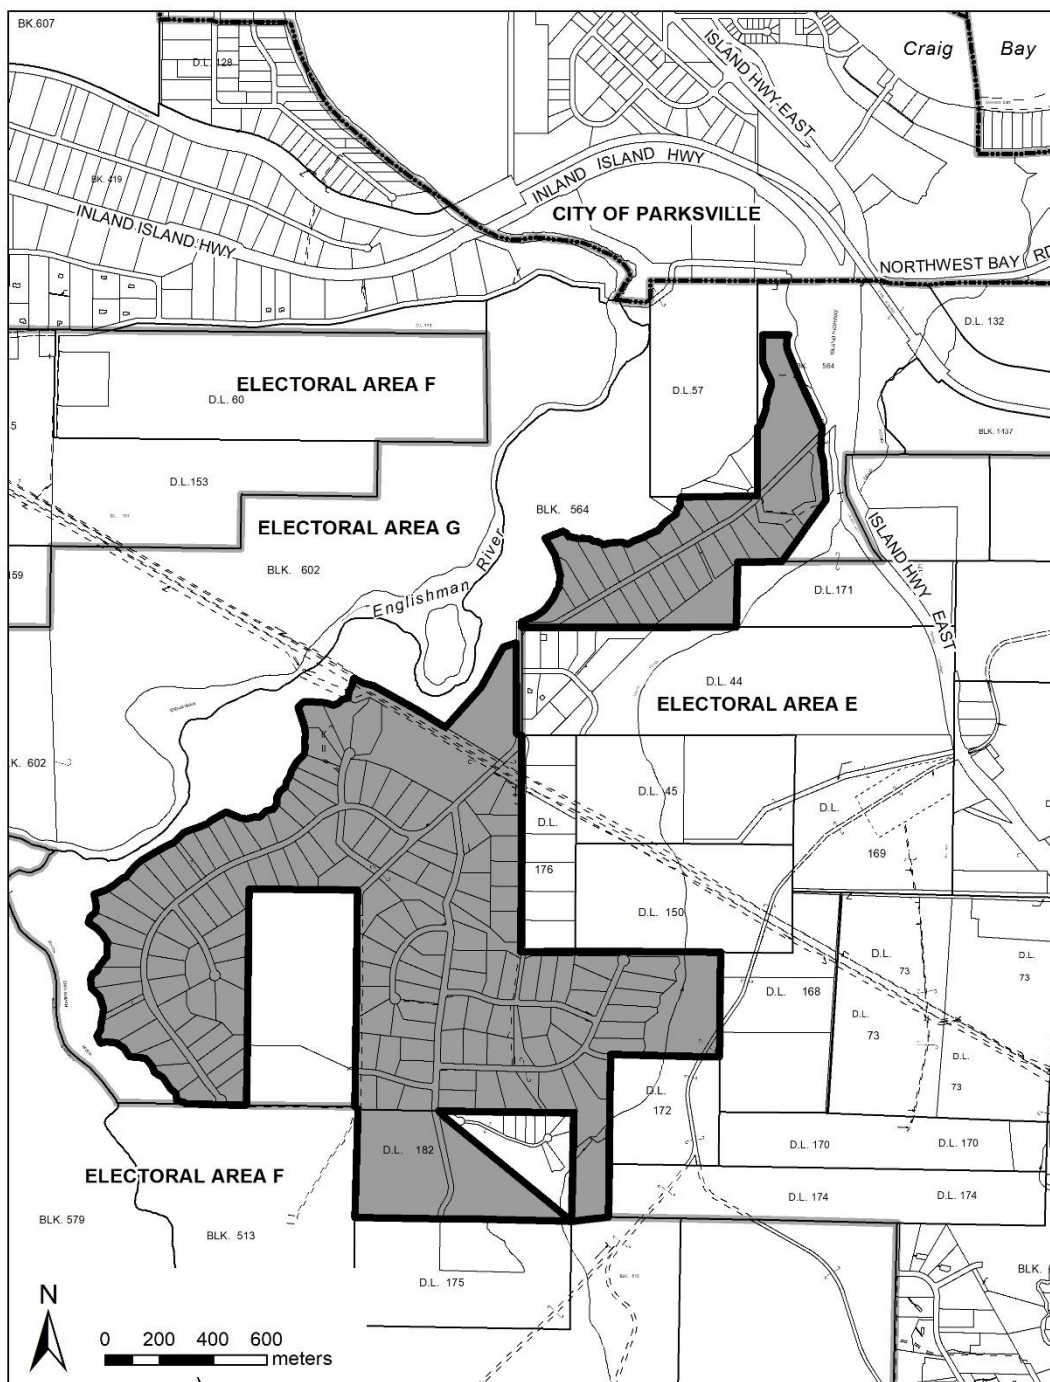 BK.607
Craig Bay
D.L. 128
ISLAND HWY EAST
INLAND ISLAND HWY
BK. 419
CITY OF PARKSVILLE
INLAND ISLAND HWY
NORTHWEST BAY RD
D.L. 132
ELECTORAL AREA F
D.L. 60
D.L.57
BK. 564
BLK. 1437
D.L.153
BLK. 564
ELECTORAL AREA G
BLK. 602
ISLAND HWY EAST
159
Englishman River
D.L.171
D.L. 44
ELECTORAL AREA E
K. 602
D.L. 45
D.L.
176
D.L.
169
D.L. 150
D.L.
73
D.L.
73
D.L. 168
D.L.
73
D.L.
73
D.L.
172
D.L. 182
D.L. 170
D.L. 170
ELECTORAL AREA F
D.L. 174
D.L. 174
BLK. 579
BLK. 513
D.L. 175
BLK.
N
0 200 400 600
meters